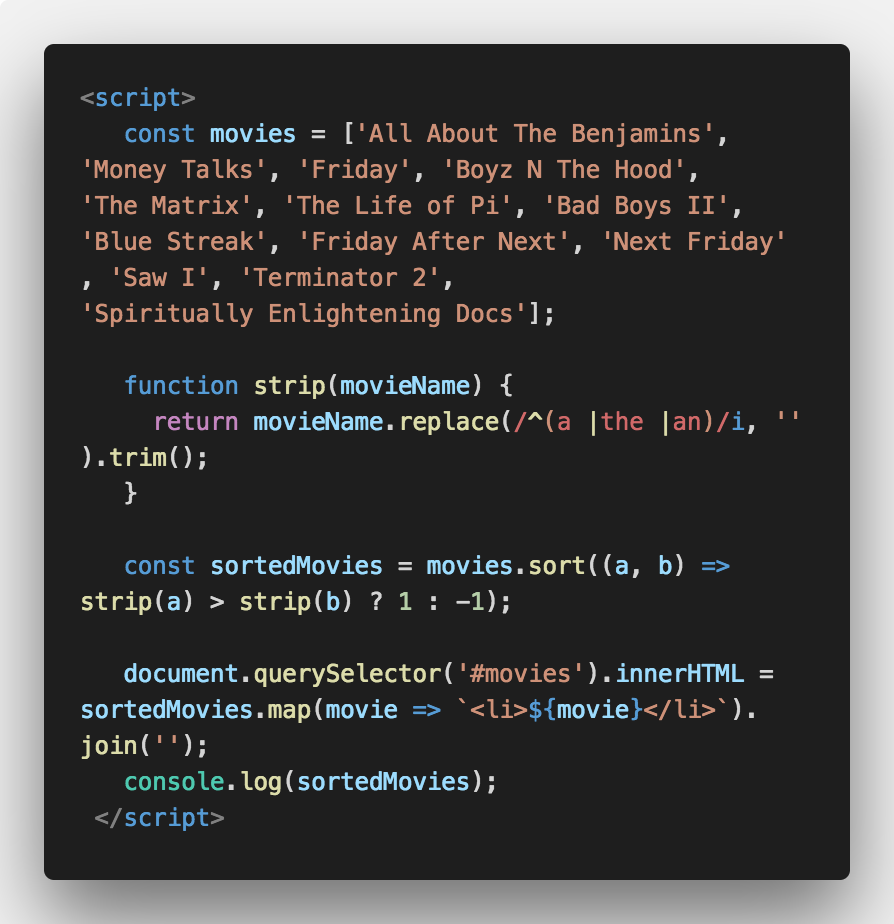 <script>
const movies = ['All About The Benjamins',
'Money Talks', 'Friday', 'Boyz N The Hood',
'The Matrix', 'The Life of Pi', 'Bad Boys II',
'Blue Streak', 'Friday After Next', 'Next Friday'
, 'Saw I', 'Terminator 2',
'Spiritually Enlightening Docs'];
function strip(movieName) {
return movieName.replace(/^(a |the |an)/i, ''
).trim();
}
const sortedMovies = movies.sort((a, b) =>
strip(a) > strip(b) ? 1 : -1);
document.querySelector('#movies').innerHTML =
sortedMovies.map(movie => `<li>${movie}</li>`).
join('');
console.log(sortedMovies);
</script>